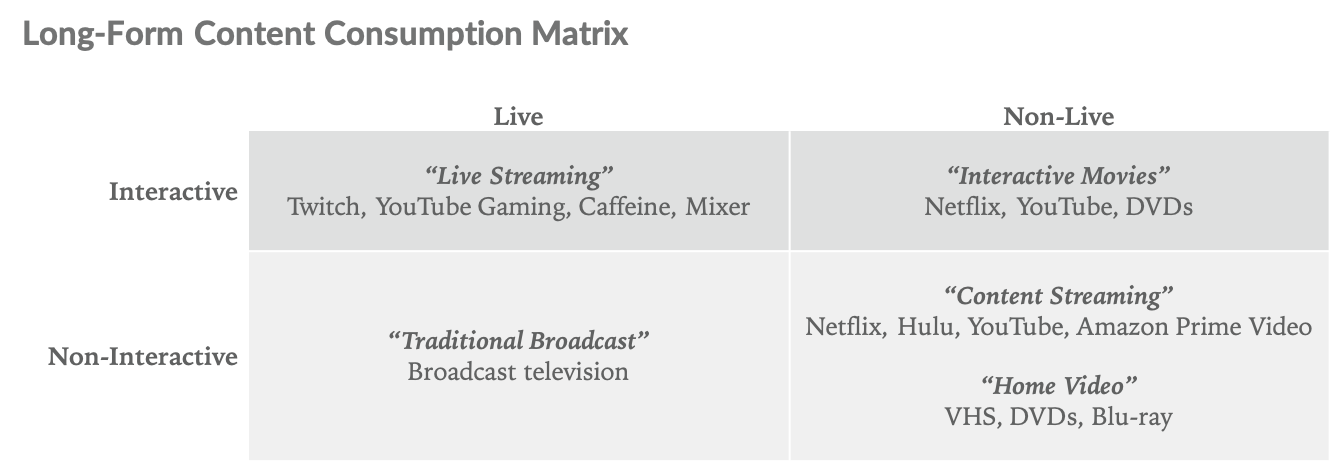 Long-Form Content Consumption Matrix
Live
Non-Live
Interactive
“Live Streaming”
Twitch, YouTube Gaming, Caffeine, Mixer
“Interactive Movies”
Netflix, YouTube, DVDs
Non-Interactive
“Traditional Broadcast”
Broadcast television
“Content Streaming”
Netflix, Hulu, YouTube, Amazon Prime Video
“Home Video”
VHS, DVDs, Blu-ray